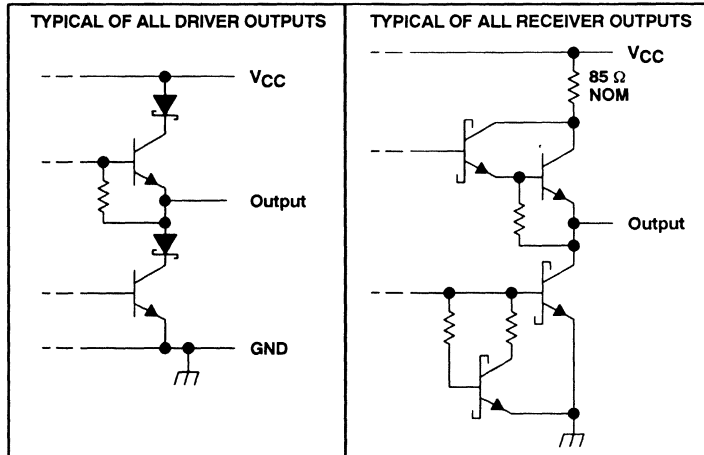 TYPICAL OF ALL DRIVER OUTPUTS
VCC
Output
GND
TYPICAL OF ALL RECEIVER OUTPUTS
VCC
85 Ω
NOM
Output